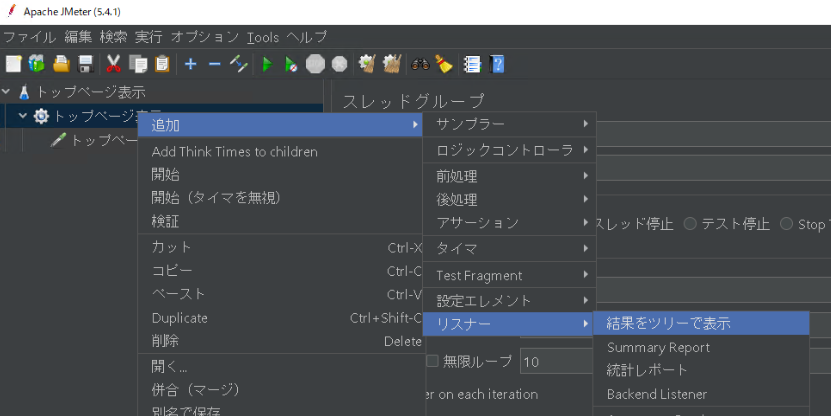 Apache JMeter (5.4.1)
ファイル 編集 検索 実行 オプション Tools ヘルプ
トップページ表示
トップページ表示
トップペー
スレッドグループ
追加
Add Think Times to children
開始
開始（タイマを無視）
検証
カット Ctrl-X
コピー Ctrl-C
ペースト Ctrl-V
Duplicate Ctrl+Shift-C
削除 Delete
開く...
併合（マージ）
別名で保存
サンプラー
ロジックコントローラ
前処理
後処理
アサーション
タイマ
Test Fragment
設定エレメント
リスナー
結果をツリーで表示
Summary Report
統計レポート
Backend Listener
スレッド停止 テスト停止 Stop
無限ループ 10
er on each iteration